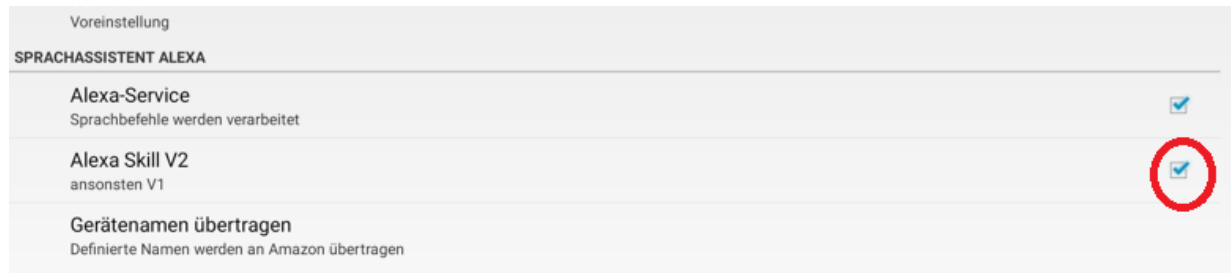 Voreinstellung
SPRACHASSISTENT ALEXA
Alexa-Service
Sprachbefehle werden verarbeitet
Alexa Skill V2
ansonsten V1
Gerätenamen übertragen
Definierte Namen werden an Amazon übertragen